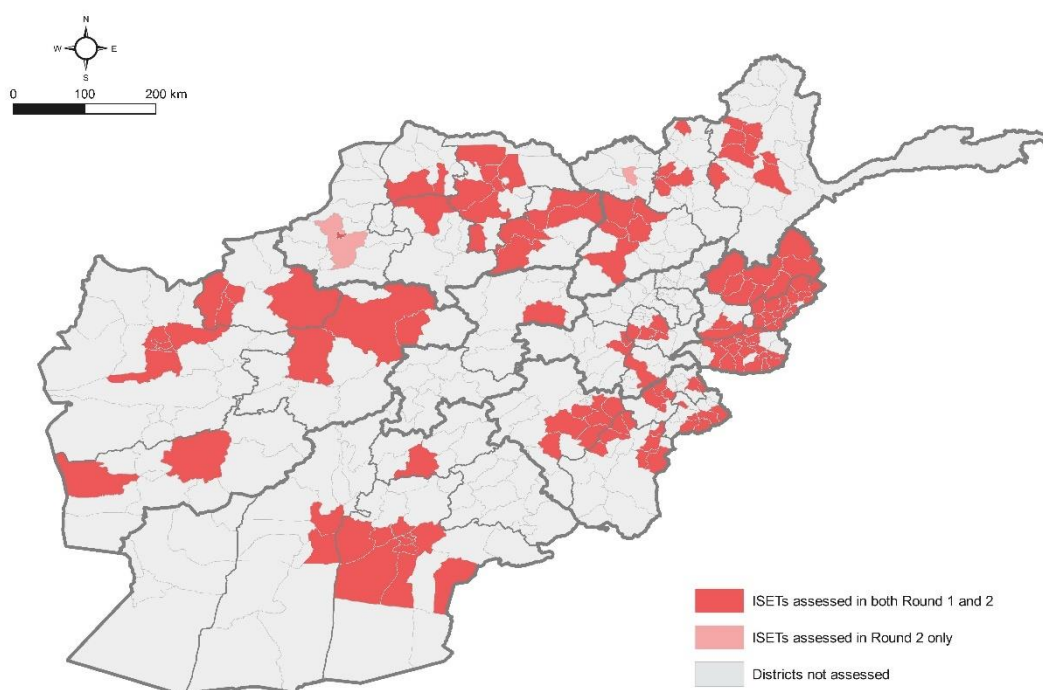 N
W E
S
0 100 200 km
ISETs assessed in both Round 1 and 2
ISETs assessed in Round 2 only
Districts not assessed